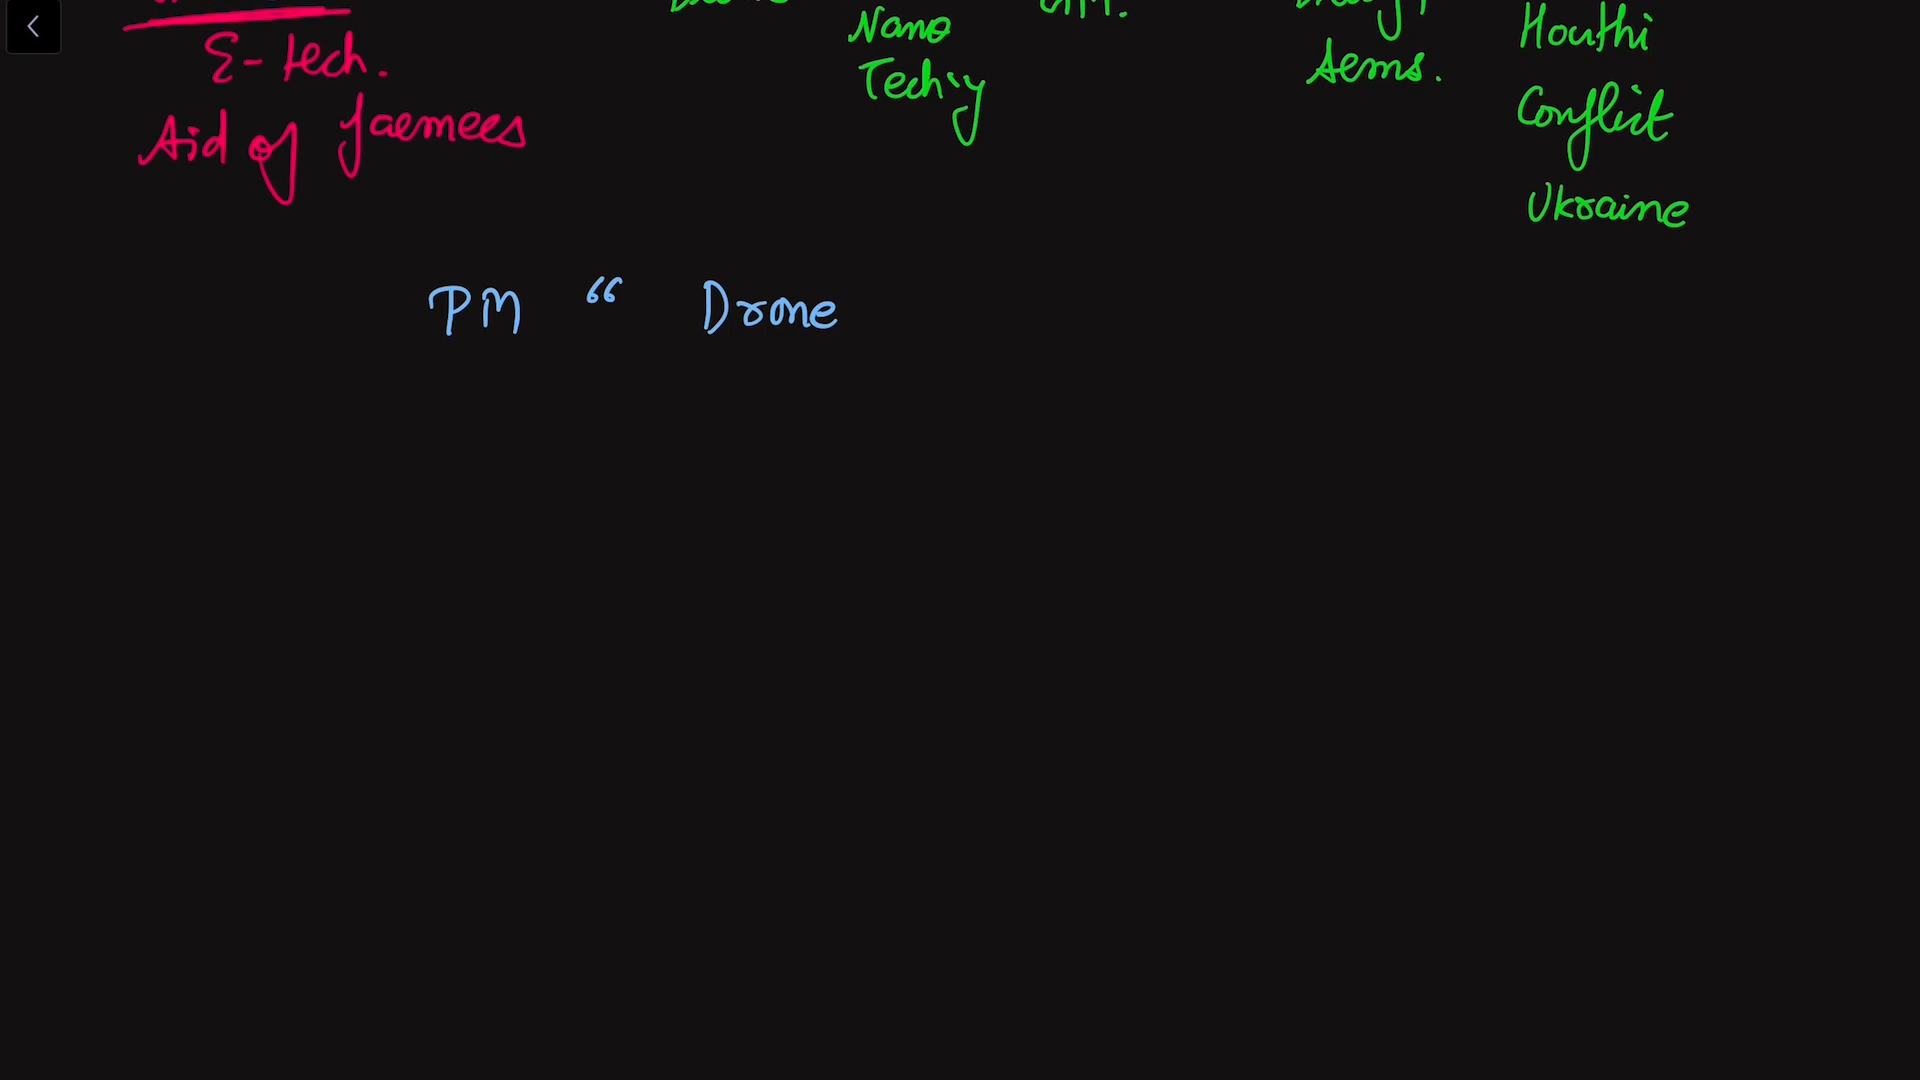 E-tech.
Aid of farmers
Nano
Tech'y
Arms.
Houthi
Conflict
Ukraine
PM “ Drone